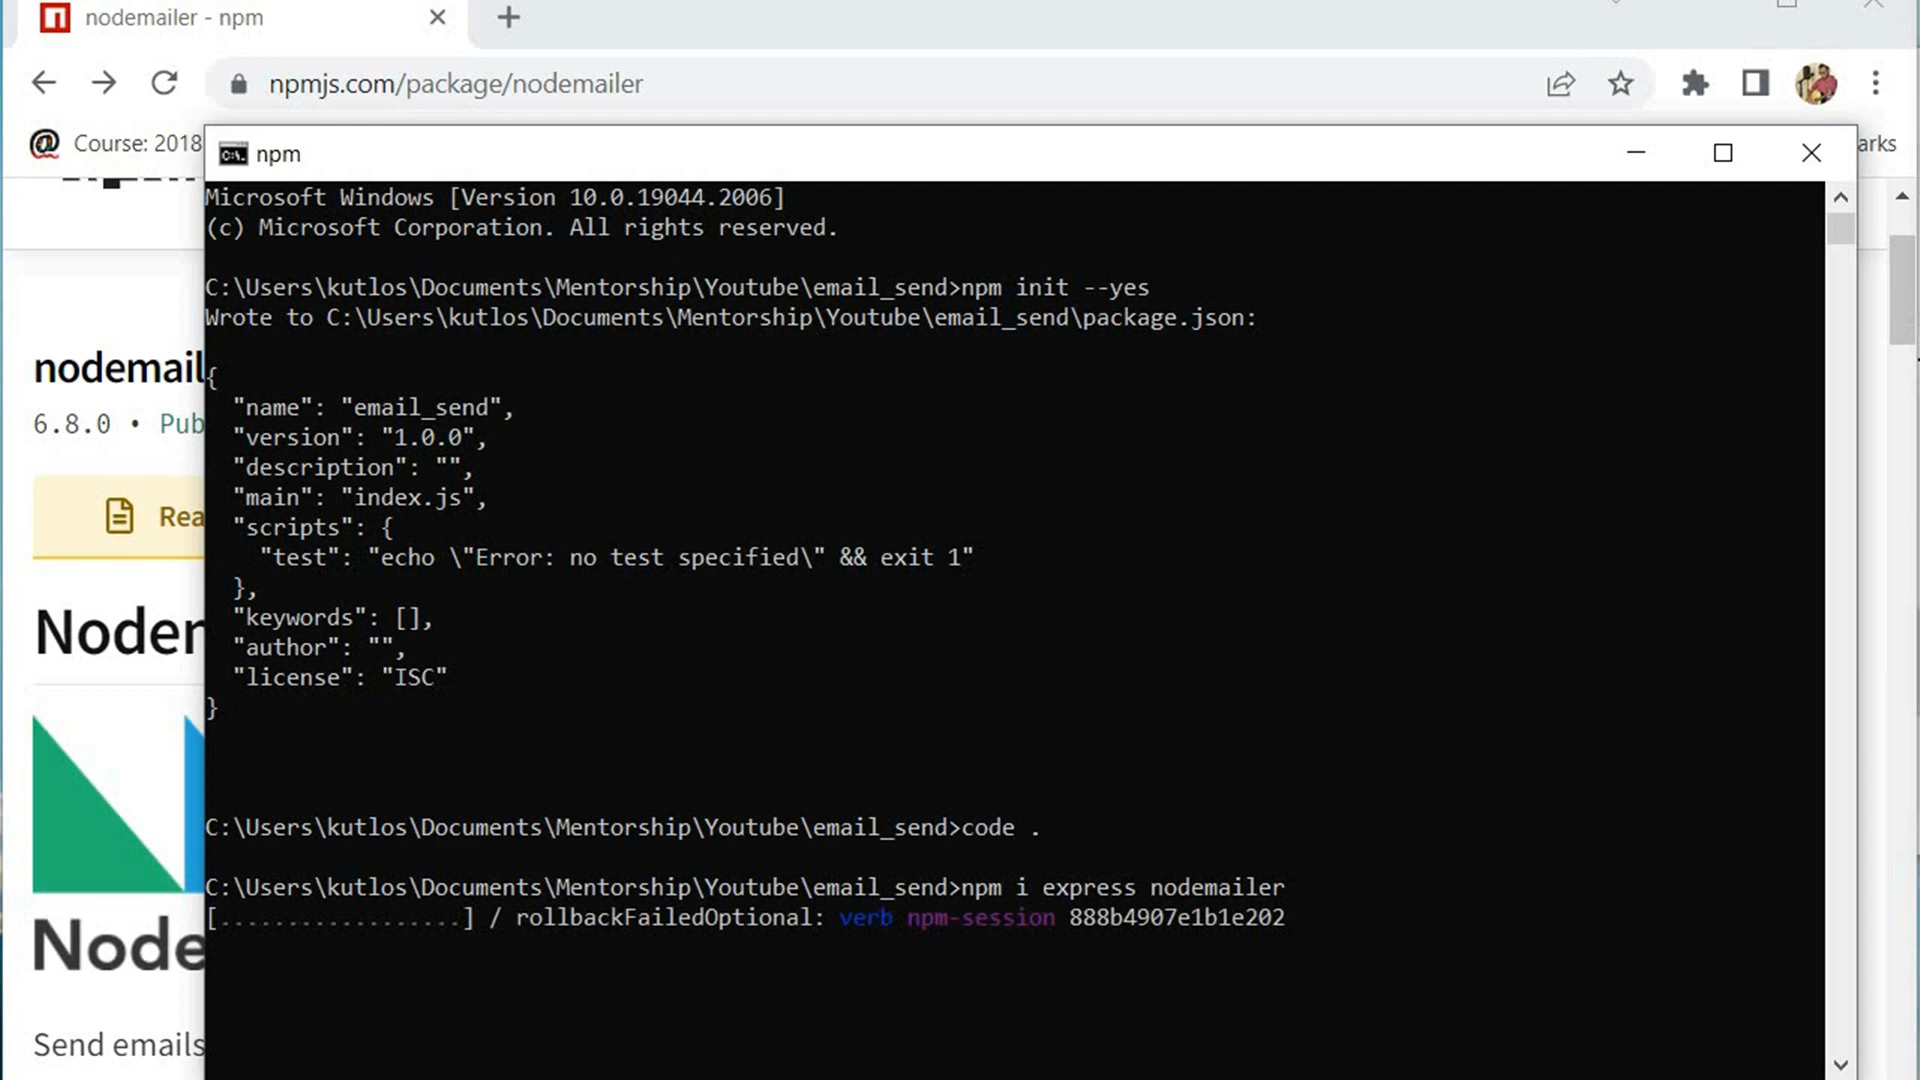 nodemailer - npm
npmjs.com/package/nodemailer
Course: 2018
arks
npm
Microsoft Windows [Version 10.0.19044.2006]
(c) Microsoft Corporation. All rights reserved.
C:\Users\kutlos\Documents\Mentorship\Youtube\email_send>npm init --yes
Wrote to C:\Users\kutlos\Documents\Mentorship\Youtube\email_send\package.json:
{
"name": "email_send",
"version": "1.0.0",
"description": "",
"main": "index.js",
"scripts": {
"test": "echo \"Error: no test specified\" && exit 1"
},
"keywords": [],
"author": "",
"license": "ISC"
}
C:\Users\kutlos\Documents\Mentorship\Youtube\email_send>code .
C:\Users\kutlos\Documents\Mentorship\Youtube\email_send>npm i express nodemailer
[..................] / rollbackFailedOptional: verb npm-session 888b4907e1b1e202
nodemail
6.8.0 • Pub
Rea
Noden
Node
Send emails